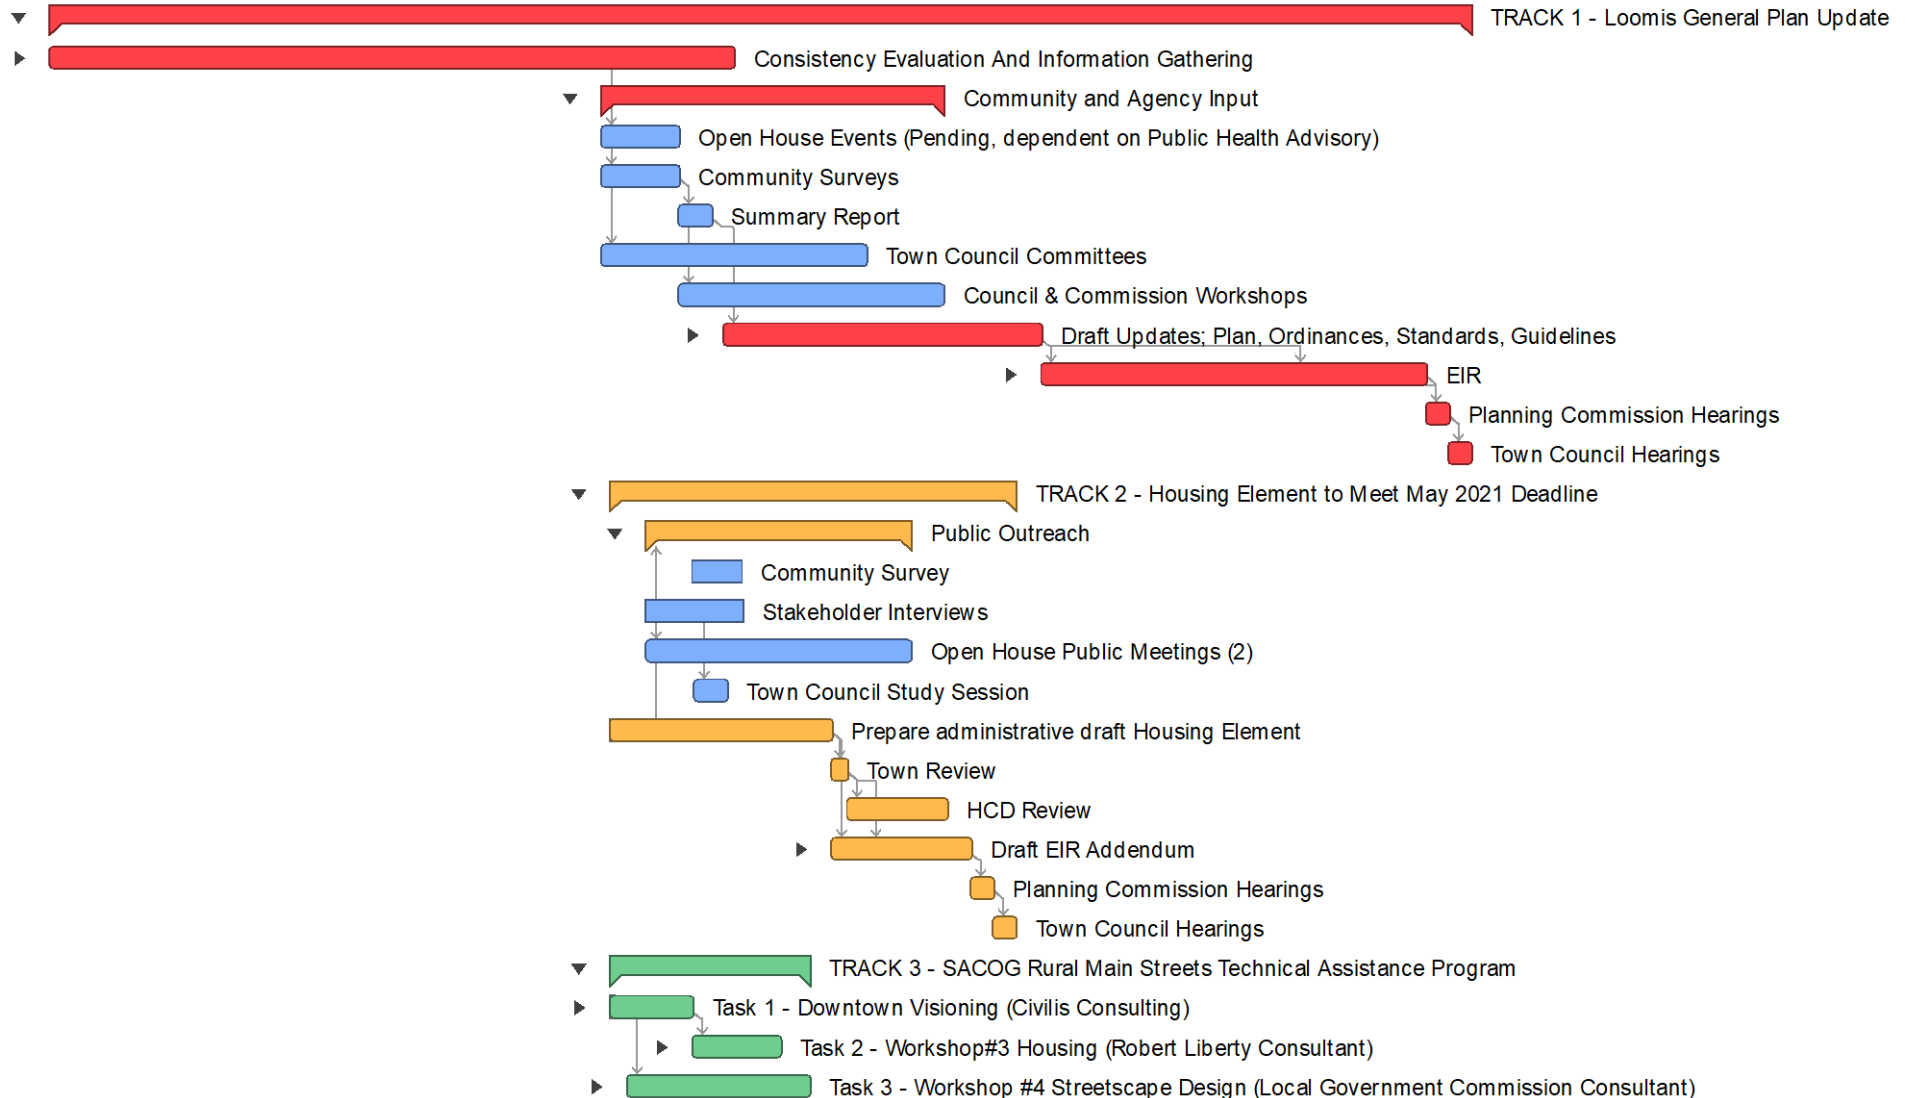 TRACK 1 - Loomis General Plan Update
Consistency Evaluation And Information Gathering
Community and Agency Input
Open House Events (Pending, dependent on Public Health Advisory)
Community Surveys
Summary Report
Town Council Committees
Council & Commission Workshops
Draft Updates; Plan, Ordinances, Standards, Guidelines
EIR
Planning Commission Hearings
Town Council Hearings
TRACK 2 - Housing Element to Meet May 2021 Deadline
Public Outreach
Community Survey
Stakeholder Interviews
Open House Public Meetings (2)
Town Council Study Session
Prepare administrative draft Housing Element
Town Review
HCD Review
Draft EIR Addendum
Planning Commission Hearings
Town Council Hearings
TRACK 3 - SACOG Rural Main Streets Technical Assistance Program
Task 1 - Downtown Visioning (Civilis Consulting)
Task 2 - Workshop#3 Housing (Robert Liberty Consultant)
Task 3 - Workshop #4 Streetscape Design (Local Government Commission Consultant)